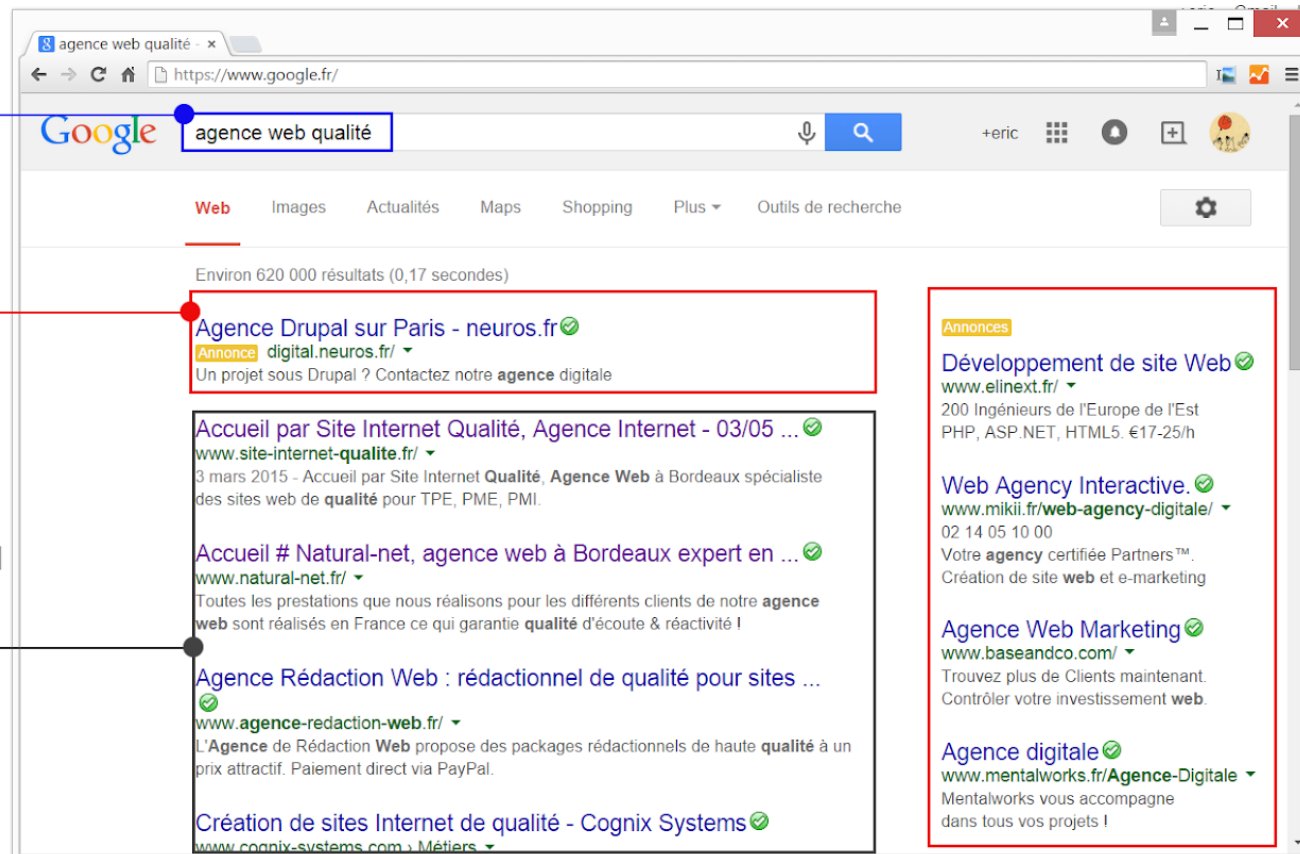 agence web qualité -
https://www.google.fr/
Google
agence web qualité
+eric
Web Images Actualités Maps Shopping Plus Outils de recherche
Environ 620 000 résultats (0,17 secondes)
Agence Drupal sur Paris - neuros.fr
Annonce digital.neuros.fr/
Un projet sous Drupal ? Contactez notre agence digitale
Accueil par Site Internet Qualité, Agence Internet - 03/05 ...
www.site-internet-qualite.fr/
3 mars 2015 - Accueil par Site Internet Qualité, Agence Web à Bordeaux spécialiste
des sites web de qualité pour TPE, PME, PMI.
Accueil # Natural-net, agence web à Bordeaux expert en ...
www.natural-net.fr/
Toutes les prestations que nous réalisons pour les différents clients de notre agence
web sont réalisés en France ce qui garantie qualité d'écoute & réactivité !
Agence Rédaction Web : rédactionnel de qualité pour sites ...
www.agence-redaction-web.fr/
L'Agence de Rédaction Web propose des packages rédactionnels de haute qualité à un
prix attractif. Paiement direct via PayPal.
Création de sites Internet de qualité - Cognix Systems
www.cognix-systems.com › Métiers
Annonces
Développement de site Web
www.elinext.fr/
200 Ingénieurs de l'Europe de l'Est
PHP, ASP.NET, HTML5. €17-25/h
Web Agency Interactive.
www.mikii.fr/web-agency-digitale/
02 14 05 10 00
Votre agency certifiée Partners™.
Création de site web et e-marketing
Agence Web Marketing
www.baseandco.com/
Trouvez plus de Clients maintenant.
Contrôler votre investissement web.
Agence digitale
www.mentalworks.fr/Agence-Digitale
Mentalworks vous accompagne
dans tous vos projets !